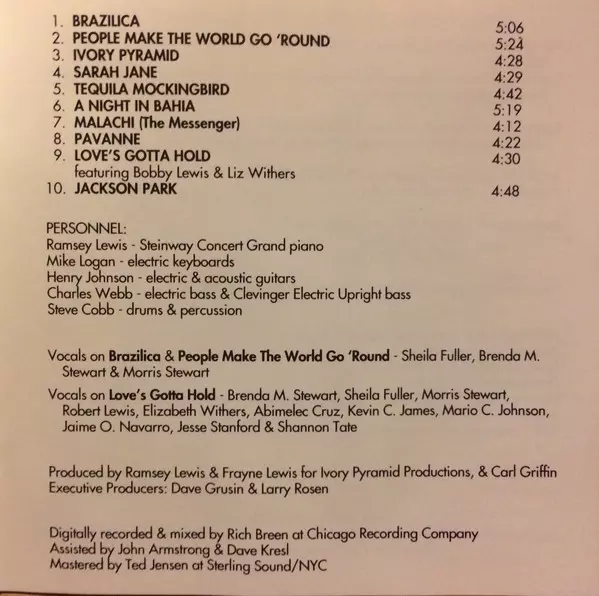 1. BRAZILICA 5:06
2. PEOPLE MAKE THE WORLD GO 'ROUND 5:24
3. IVORY PYRAMID 4:28
4. SARAH JANE 4:29
5. TEQUILA MOCKINGBIRD 4:42
6. A NIGHT IN BAHIA 5:19
7. MALACHI (The Messenger) 4:12
8. PAVANNE 4:22
9. LOVE'S GOTTA HOLD 4:30
featuring Bobby Lewis & Liz Withers
10. JACKSON PARK 4:48
PERSONNEL:
Ramsey Lewis - Steinway Concert Grand piano
Mike Logan - electric keyboards
Henry Johnson - electric & acoustic guitars
Charles Webb - electric bass & Clevinger Electric Upright bass
Steve Cobb - drums & percussion
Vocals on Brazilica & People Make The World Go 'Round - Sheila Fuller, Brenda M.
Stewart & Morris Stewart
Vocals on Love's Gotta Hold - Brenda M. Stewart, Sheila Fuller, Morris Stewart,
Robert Lewis, Elizabeth Withers, Abimelec Cruz, Kevin C. James, Mario C. Johnson,
Jaime O. Navarro, Jesse Stanford & Shannon Tate
Produced by Ramsey Lewis & Frayne Lewis for Ivory Pyramid Productions, & Carl Griffin
Executive Producers: Dave Grusin & Larry Rosen
Digitally recorded & mixed by Rich Breen at Chicago Recording Company
Assisted by John Armstrong & Dave Kresl
Mastered by Ted Jensen at Sterling Sound/NYC